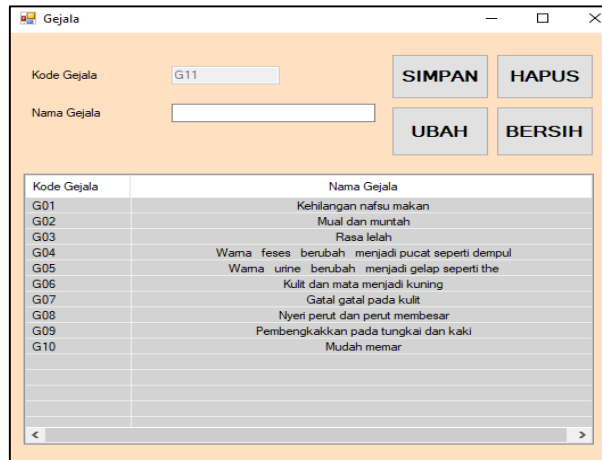 Gejala
Kode Gejala G11
Nama Gejala
SIMPAN HAPUS
UBAH BERSIH
Kode Gejala Nama Gejala
G01 Kehilangan nafsu makan
G02 Mual dan muntah
G03 Rasa lelah
G04 Warna feses berubah menjadi pucat seperti dempul
G05 Warna urine berubah menjadi gelap seperti the
G06 Kulit dan mata menjadi kuning
G07 Gatal gatal pada kulit
G08 Nyeri perut dan perut membesar
G09 Pembengkakkan pada tungkai dan kaki
G10 Mudah memar